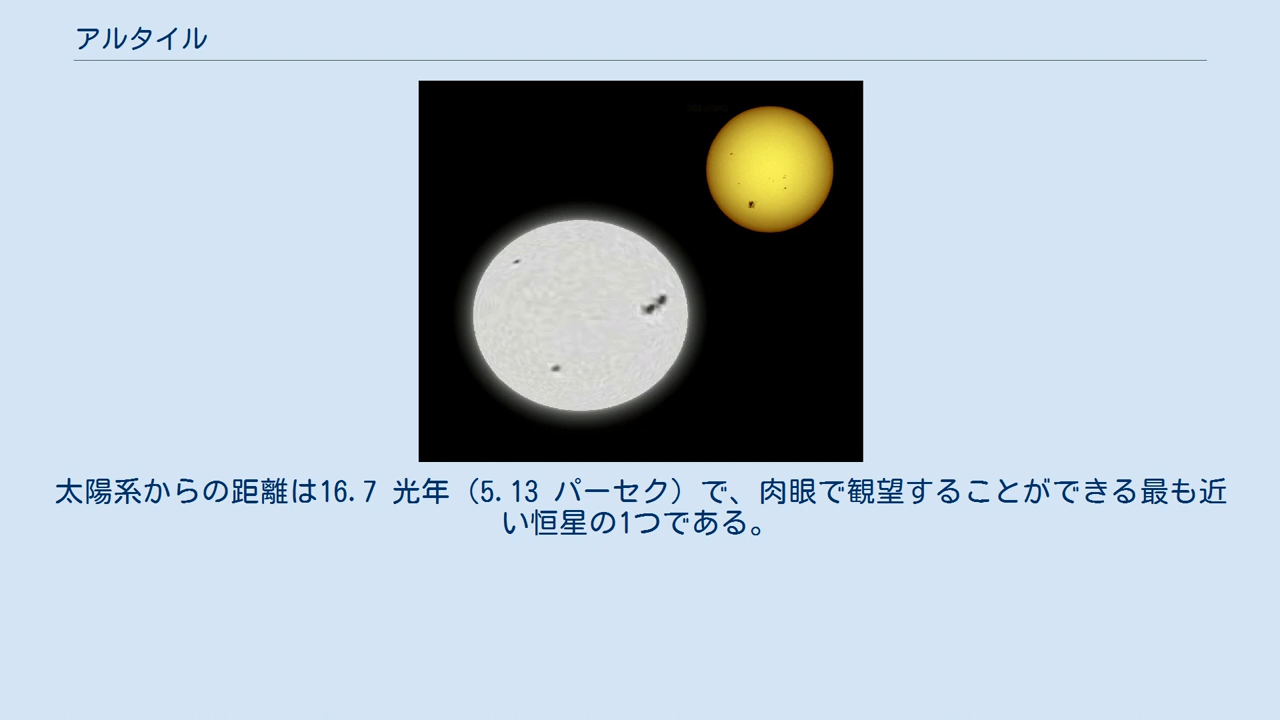 アルタイル
太陽系からの距離は16.7 光年（5.13 パーセク）で、肉眼で観望することができる最も近
い恒星の1つである。